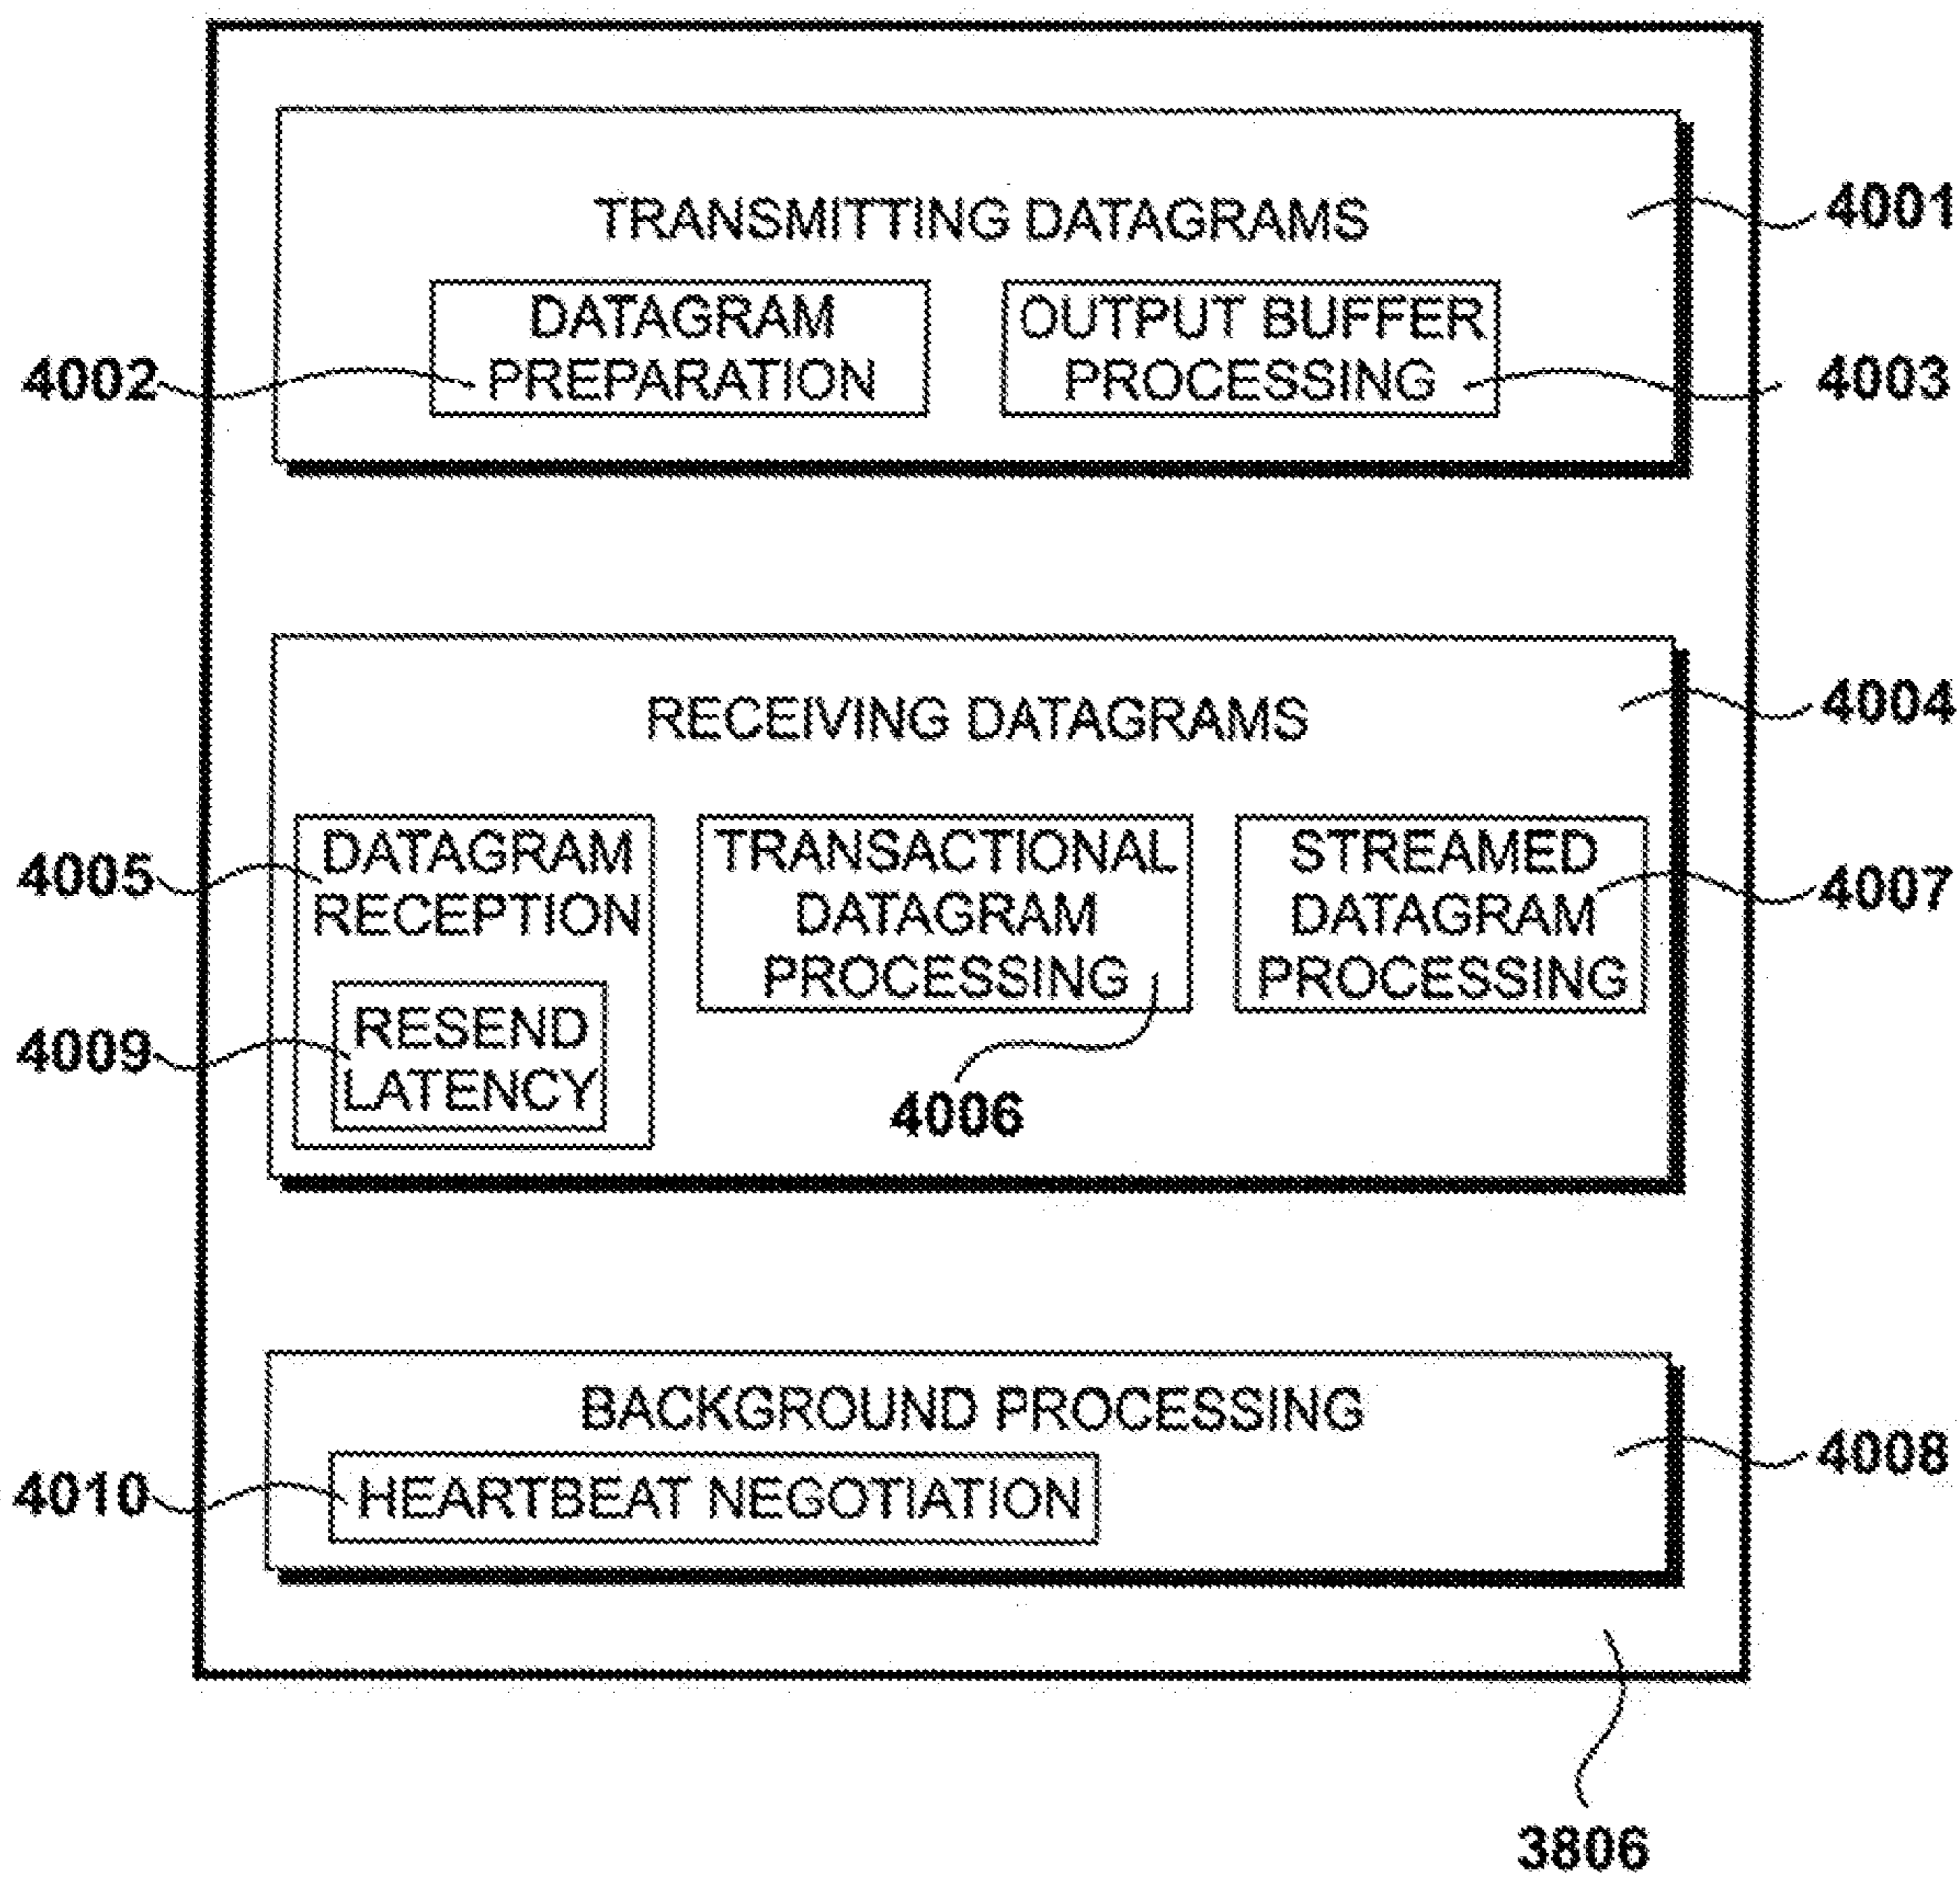 TRANSMITTING DATAGRAMS
4001
DATAGRAM
PREPARATION
4002
OUTPUT BUFFER
PROCESSING
4003
RECEIVING DATAGRAMS
4004
DATAGRAM
RECEPTION
4005
RESEND
LATENCY
4009
TRANSACTIONAL
DATAGRAM
PROCESSING
4006
STREAMED
DATAGRAM
PROCESSING
4007
BACKGROUND PROCESSING
4008
HEARTBEAT NEGOTIATION
4010
3806